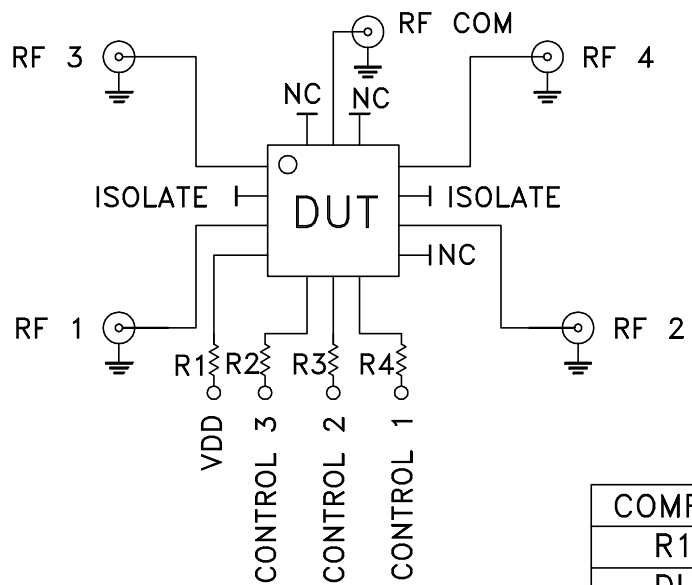 RF COM
RF 3
RF 4
NC
NC
ISOLATE
DUT
ISOLATE
NC
RF 1
RF 2
R1
R2
R3
R4
VDD
CONTROL 3
CONTROL 2
CONTROL 1
R1